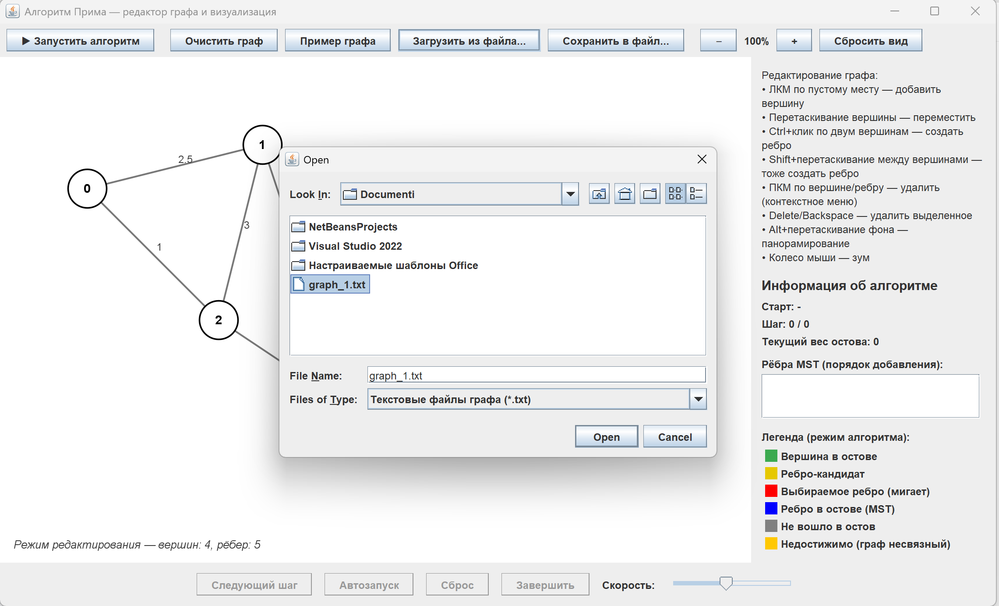 Алгоритм Прима — редактор графа и визуализация
▶ Запустить алгоритм
Очистить граф
Пример графа
Загрузить из файла...
Сохранить в файл...
–
100%
+
Сбросить вид
0
1
2
2.5
3
1
Режим редактирования — вершин: 4, рёбер: 5
Open
Look In:
Documenti
NetBeansProjects
Visual Studio 2022
Настраиваемые шаблоны Office
graph_1.txt
File Name:
graph_1.txt
Files of Type:
Текстовые файлы графа (*.txt)
Open
Cancel
Редактирование графа:
• ЛКМ по пустому месту — добавить
вершину
• Перетаскивание вершины — переместить
• Ctrl+клик по двум вершинам — создать
ребро
• Shift+перетаскивание между вершинами —
тоже создать ребро
• ПКМ по вершине/ребру — удалить
(контекстное меню)
• Delete/Backspace — удалить выделенное
• Alt+перетаскивание фона —
панорамирование
• Колесо мыши — зум
Информация об алгоритме
Старт: -
Шаг: 0 / 0
Текущий вес остова: 0
Рёбра MST (порядок добавления):
Легенда (режим алгоритма):
Вершина в остове
Ребро-кандидат
Выбираемое ребро (мигает)
Ребро в остове (MST)
Не вошло в остов
Недостижимо (граф несвязный)
Следующий шаг
Автозапуск
Сброс
Завершить
Скорость: